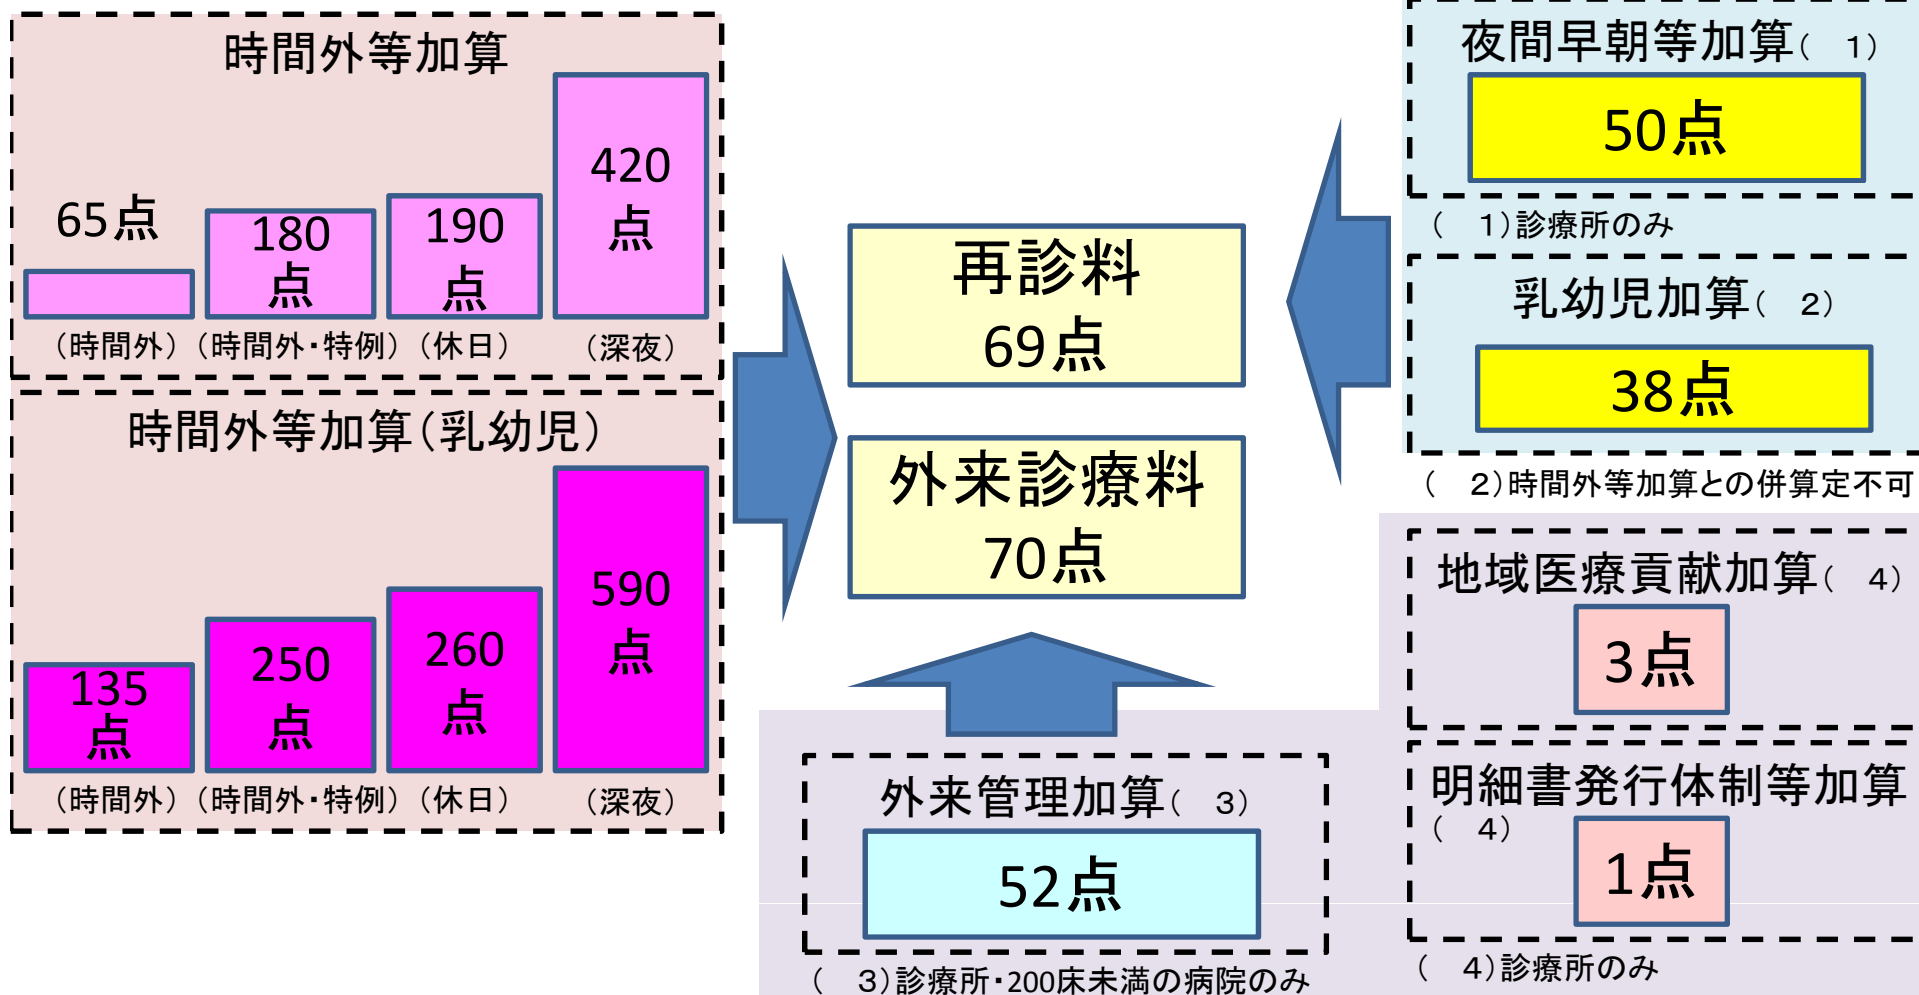 時間外等加算
65点
180
点
190
点
420
点
（時間外）
（時間外・特例）
（休日）
（深夜）
時間外等加算（乳幼児）
135
点
250
点
260
点
590
点
（時間外）
（時間外・特例）
（休日）
（深夜）
再診料
69点
外来診療料
70点
夜間早朝等加算（　1）
50点
（　1）診療所のみ
乳幼児加算（　2）
38点
（　2）時間外等加算との併算定不可
地域医療貢献加算（　4）
3点
明細書発行体制等加算
（　4）
1点
（　4）診療所のみ
外来管理加算（　3）
52点
（　3）診療所・200床未満の病院のみ